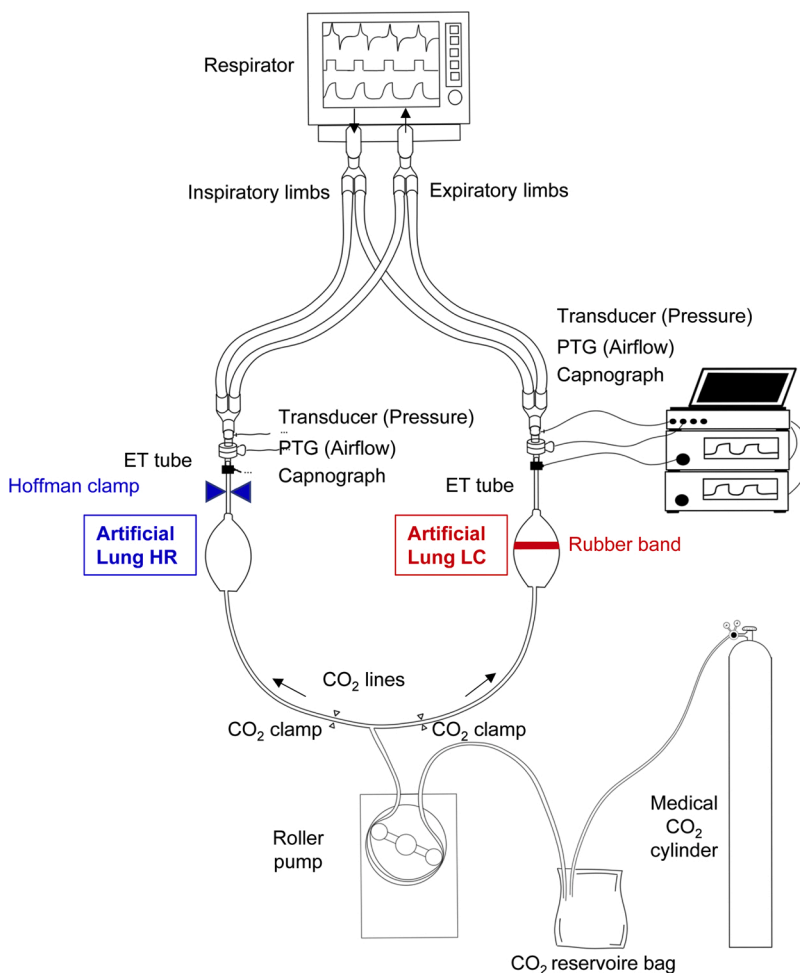 Respirator
Inspiratory limbs
Expiratory limbs
Transducer (Pressure)
PTG (Airflow)
Capnograph
Transducer (Pressure)
...
PTG (Airflow)
ET tube
...
Capnograph
Hoffman clamp
ET tube
Artificial
Lung HR
Artificial
Lung LC
Rubber band
CO₂ lines
CO₂ clamp
CO₂ clamp
Roller
pump
Medical
CO₂
cylinder
CO₂ reservoire bag